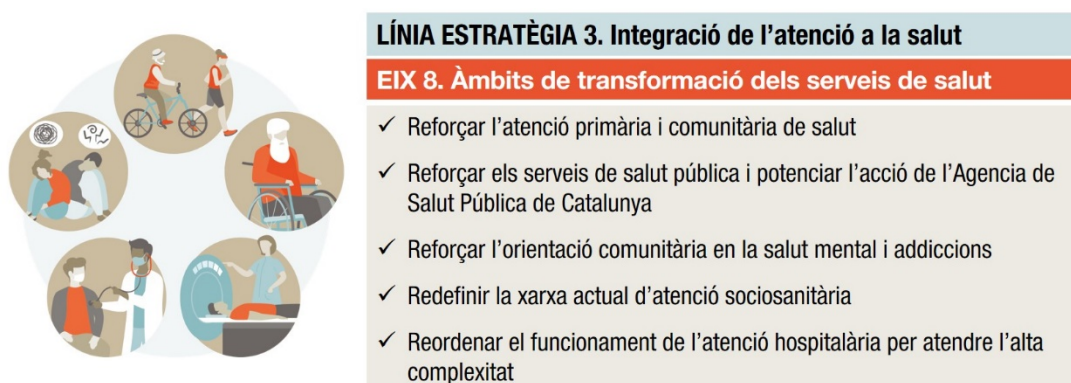 LÍNIA ESTRATÈGIA 3. Integració de l’atenció a la salut
EIX 8. Àmbits de transformació dels serveis de salut
✓ Reforçar l’atenció primària i comunitària de salut
✓ Reforçar els serveis de salut pública i potenciar l’acció de l’Agencia de
Salut Pública de Catalunya
✓ Reforçar l’orientació comunitària en la salut mental i addiccions
✓ Redefinir la xarxa actual d’atenció sociosanitària
✓ Reordenar el funcionament de l’atenció hospitalària per atendre l’alta
complexitat